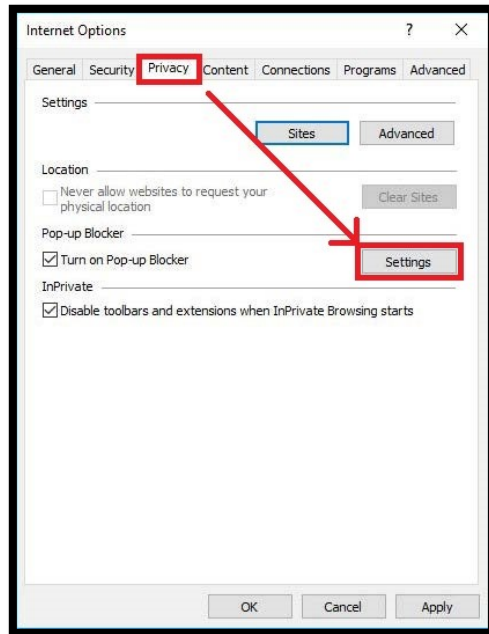 Internet Options ? X
General Security Privacy Content Connections Programs Advanced
Settings
Sites Advanced
Location
Never allow websites to request your
physical location
Clear Sites
Pop-up Blocker
Turn on Pop-up Blocker Settings
InPrivate
Disable toolbars and extensions when InPrivate Browsing starts
OK Cancel Apply